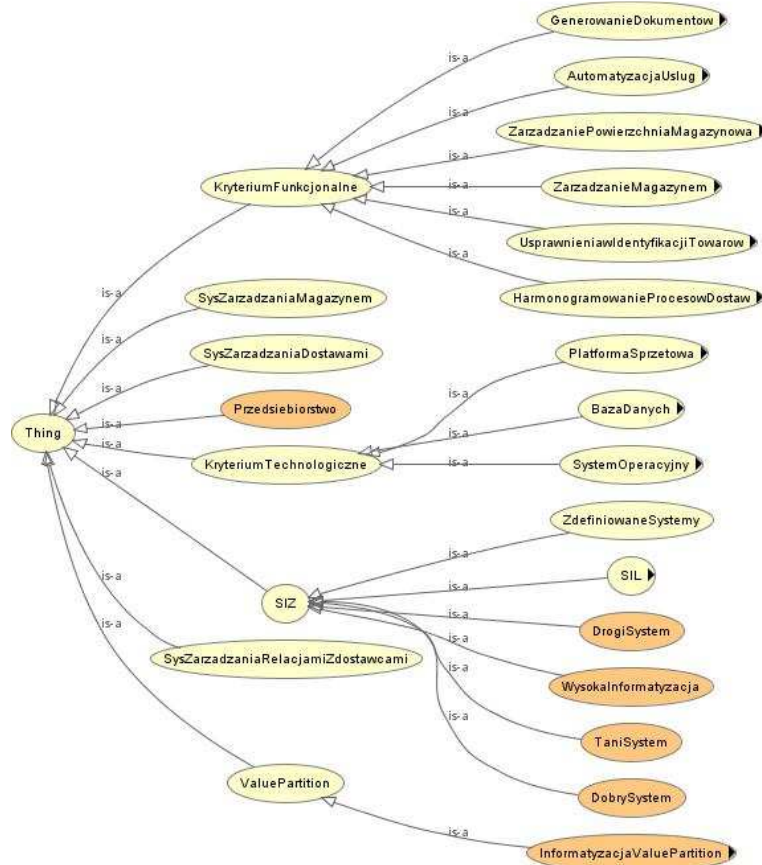 GenerowanieDokumentow
is-a
AutomatyzacjaUslug
is-a
ZarzadzaniePowierzchniaMagazynowa
is-a
KryteriumFunkcjonalne
is-a
ZarzadzanieMagazynem
is-a
UsprawnieniawIdentyfikacjiTowarow
is-a
HarmonogramowanieProcesowDostaw
is-a
SysZarzadzaniaMagazynem
is-a
SysZarzadzaniaDostawami
is-a
PlatformaSprzetowa
is-a
Przedsiebiorstwo
is-a
BazaDanych
is-a
Thing
is-a
KryteriumTechnologiczne
is-a
SystemOperacyjny
is-a
ZdefiniowaneSystemy
is-a
SIL
is-a
SIZ
is-a
DrogiSystem
is-a
SysZarzadzaniaRelacjamiZdostawcami
is-a
WysokaInformatyzacja
is-a
TaniSystem
is-a
ValuePartition
DobrySystem
is-a
InformatyzacjaValuePartition